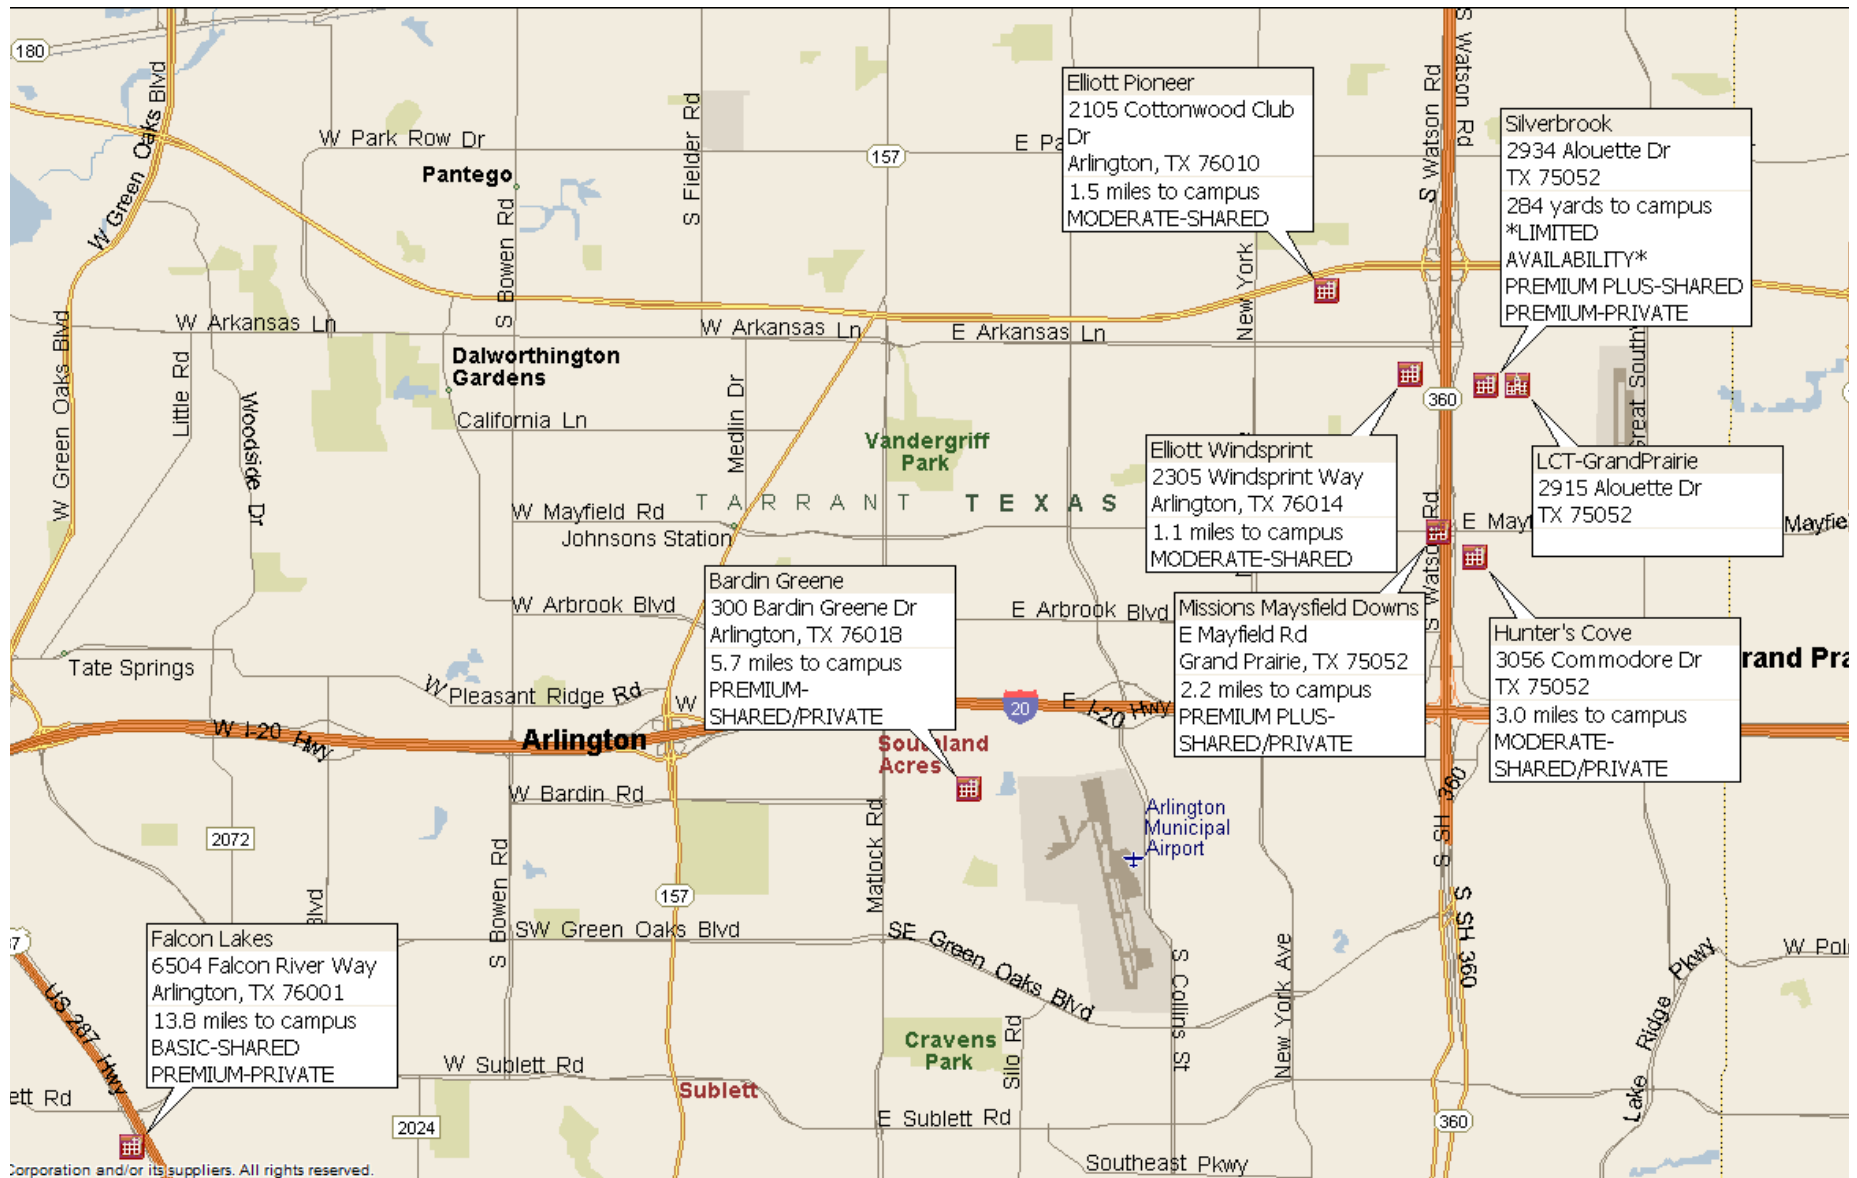 180
W Green Oaks Blvd
W Park Row Dr
Pantego
S Fielder Rd
157
E Pa
Elliott Pioneer
2105 Cottonwood Club
Dr
Arlington, TX 76010
1.5 miles to campus
MODERATE-SHARED
S Watson Rd
S Watson Rd
Silverbrook
2934 Alouette Dr
TX 75052
284 yards to campus
*LIMITED
AVAILABILITY*
PREMIUM PLUS-SHARED
PREMIUM-PRIVATE
S Bowen Rd
New York
W Green Oaks Blvd
W Arkansas Ln
W Arkansas Ln
E Arkansas Ln
Little Rd
Woodside Dr
Dalworthington
Gardens
California Ln
Medlin Dr
Vandergriff
Park
360
Great South
Elliott Windsprint
2305 Windsprint Way
Arlington, TX 76014
1.1 miles to campus
MODERATE-SHARED
LCT-GrandPrairie
2915 Alouette Dr
TX 75052
TARRANT
TEXAS
W Mayfield Rd
Johnsons Station
E Mayf
Mayfie
S Watson Rd
Bardin Greene
300 Bardin Greene Dr
Arlington, TX 76018
5.7 miles to campus
PREMIUM-
SHARED/PRIVATE
W Arbrook Blvd
E Arbrook Blvd
Missions Maysfield Downs
E Mayfield Rd
Grand Prairie, TX 75052
2.2 miles to campus
PREMIUM PLUS-
SHARED/PRIVATE
Hunter's Cove
3056 Commodore Dr
TX 75052
3.0 miles to campus
MODERATE-
SHARED/PRIVATE
rand Pra
Tate Springs
W Pleasant Ridge Rd
W
20
E I-20 Hwy
W I-20 Hwy
Arlington
Southland
Acres
W Bardin Rd
Matlock Rd
Arlington
Municipal
Airport
S SH 360
2072
S Bowen Rd
157
Blvd
SW Green Oaks Blvd
SE Green Oaks Blvd
S Collins St
New York Ave
S SH 360
W Pol
Lake Ridge Pkwy
7
Falcon Lakes
6504 Falcon River Way
Arlington, TX 76001
13.8 miles to campus
BASIC-SHARED
PREMIUM-PRIVATE
US 287 Hwy
Cravens
Park
Silo Rd
W Sublett Rd
Sublett
ett Rd
2024
E Sublett Rd
360
Southeast Pkwy
Corporation and/or its suppliers. All rights reserved.